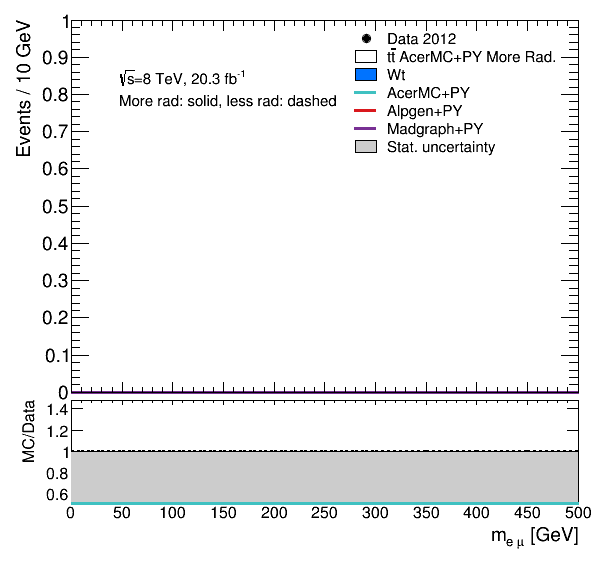 Events / 10 GeV
1
0.9
0.8
0.7
0.6
0.5
0.4
0.3
0.2
0.1
0
√s=8 TeV, 20.3 fb⁻¹
More rad: solid, less rad: dashed
Data 2012
tt̄ AcerMC+PY More Rad.
Wt
AcerMC+PY
Alpgen+PY
Madgraph+PY
Stat. uncertainty
MC/Data
1.4
1.2
1
0.8
0.6
0 50 100 150 200 250 300 350 400 450 500
m e μ [GeV]